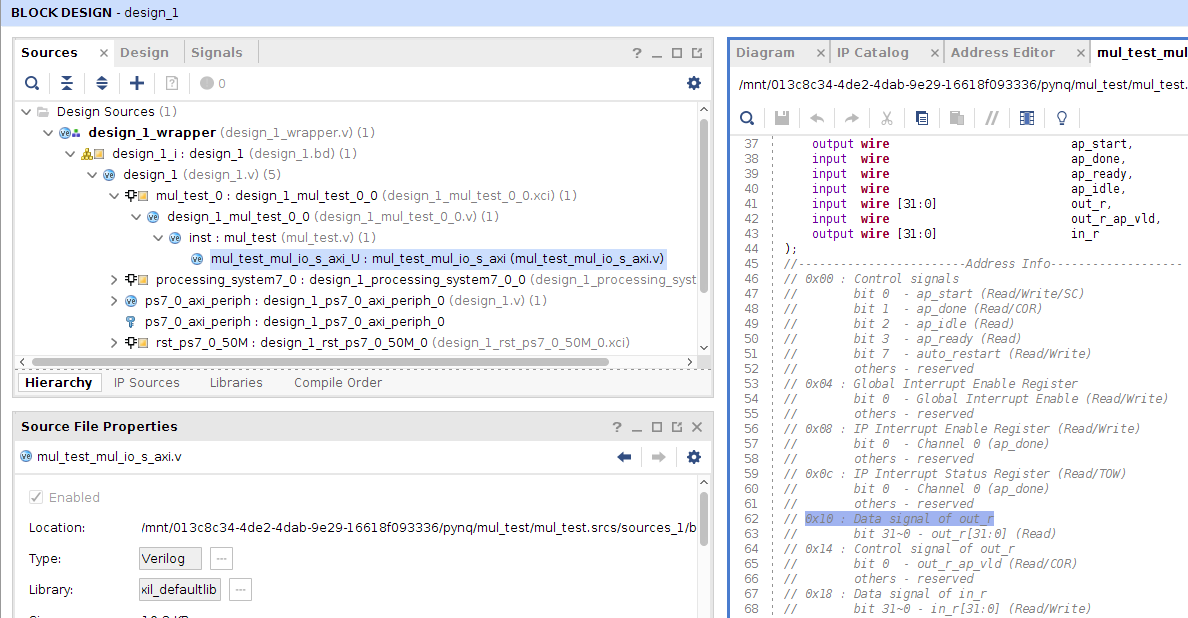 BLOCK DESIGN - design_1
Sources × Design Signals ? _
0
Design Sources (1)
design_1_wrapper (design_1_wrapper.v) (1)
design_1_i : design_1 (design_1.bd) (1)
design_1 (design_1.v) (5)
mul_test_0 : design_1_mul_test_0_0 (design_1_mul_test_0_0.xci) (1)
design_1_mul_test_0_0 (design_1_mul_test_0_0.v) (1)
inst : mul_test (mul_test.v) (1)
mul_test_mul_io_s_axi_U : mul_test_mul_io_s_axi (mul_test_mul_io_s_axi.v)
processing_system7_0 : design_1_processing_system7_0_0 (design_1_processing_syst
ps7_0_axi_periph : design_1_ps7_0_axi_periph_0 (design_1.v) (1)
ps7_0_axi_periph : design_1_ps7_0_axi_periph_0
rst_ps7_0_50M : design_1_rst_ps7_0_50M_0 (design_1_rst_ps7_0_50M_0.xci)
Hierarchy IP Sources Libraries Compile Order
Source File Properties ? _ ×
mul_test_mul_io_s_axi.v
Enabled
Location: /mnt/013c8c34-4de2-4dab-9e29-16618f093336/pynq/mul_test/mul_test.srcs/sources_1/b
Type: Verilog ...
Library: xil_defaultlib ...
Diagram × IP Catalog × Address Editor × mul_test_mul
/mnt/013c8c34-4de2-4dab-9e29-16618f093336/pynq/mul_test/mul_test.
37 output wire ap_start,
38 input wire ap_done,
39 input wire ap_ready,
40 input wire ap_idle,
41 input wire [31:0] out_r,
42 input wire out_r_ap_vld,
43 output wire [31:0] in_r
44 );
45 //------------------------Address Info-------------------
46 // 0x00 : Control signals
47 // bit 0 - ap_start (Read/Write/SC)
48 // bit 1 - ap_done (Read/COR)
49 // bit 2 - ap_idle (Read)
50 // bit 3 - ap_ready (Read)
51 // bit 7 - auto_restart (Read/Write)
52 // others - reserved
53 // 0x04 : Global Interrupt Enable Register
54 // bit 0 - Global Interrupt Enable (Read/Write)
55 // others - reserved
56 // 0x08 : IP Interrupt Enable Register (Read/Write)
57 // bit 0 - Channel 0 (ap_done)
58 // others - reserved
59 // 0x0c : IP Interrupt Status Register (Read/TOW)
60 // bit 0 - Channel 0 (ap_done)
61 // others - reserved
62 // 0x10 : Data signal of out_r
63 // bit 31~0 - out_r[31:0] (Read)
64 // 0x14 : Control signal of out_r
65 // bit 0 - out_r_ap_vld (Read/COR)
66 // others - reserved
67 // 0x18 : Data signal of in_r
68 // bit 31~0 - in_r[31:0] (Read/Write)